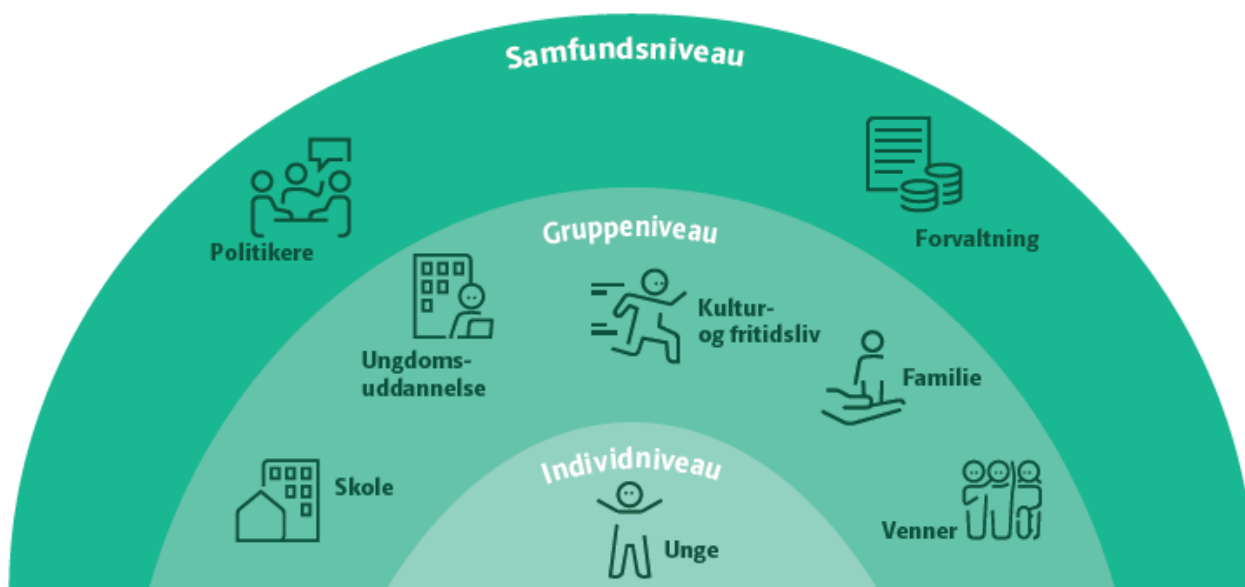 Samfundsniveau
Politikere
Forvaltning
Gruppeniveau
Ungdoms-
uddannelse
Kultur-
og fritidsliv
Familie
Skole
Venner
Individniveau
Unge